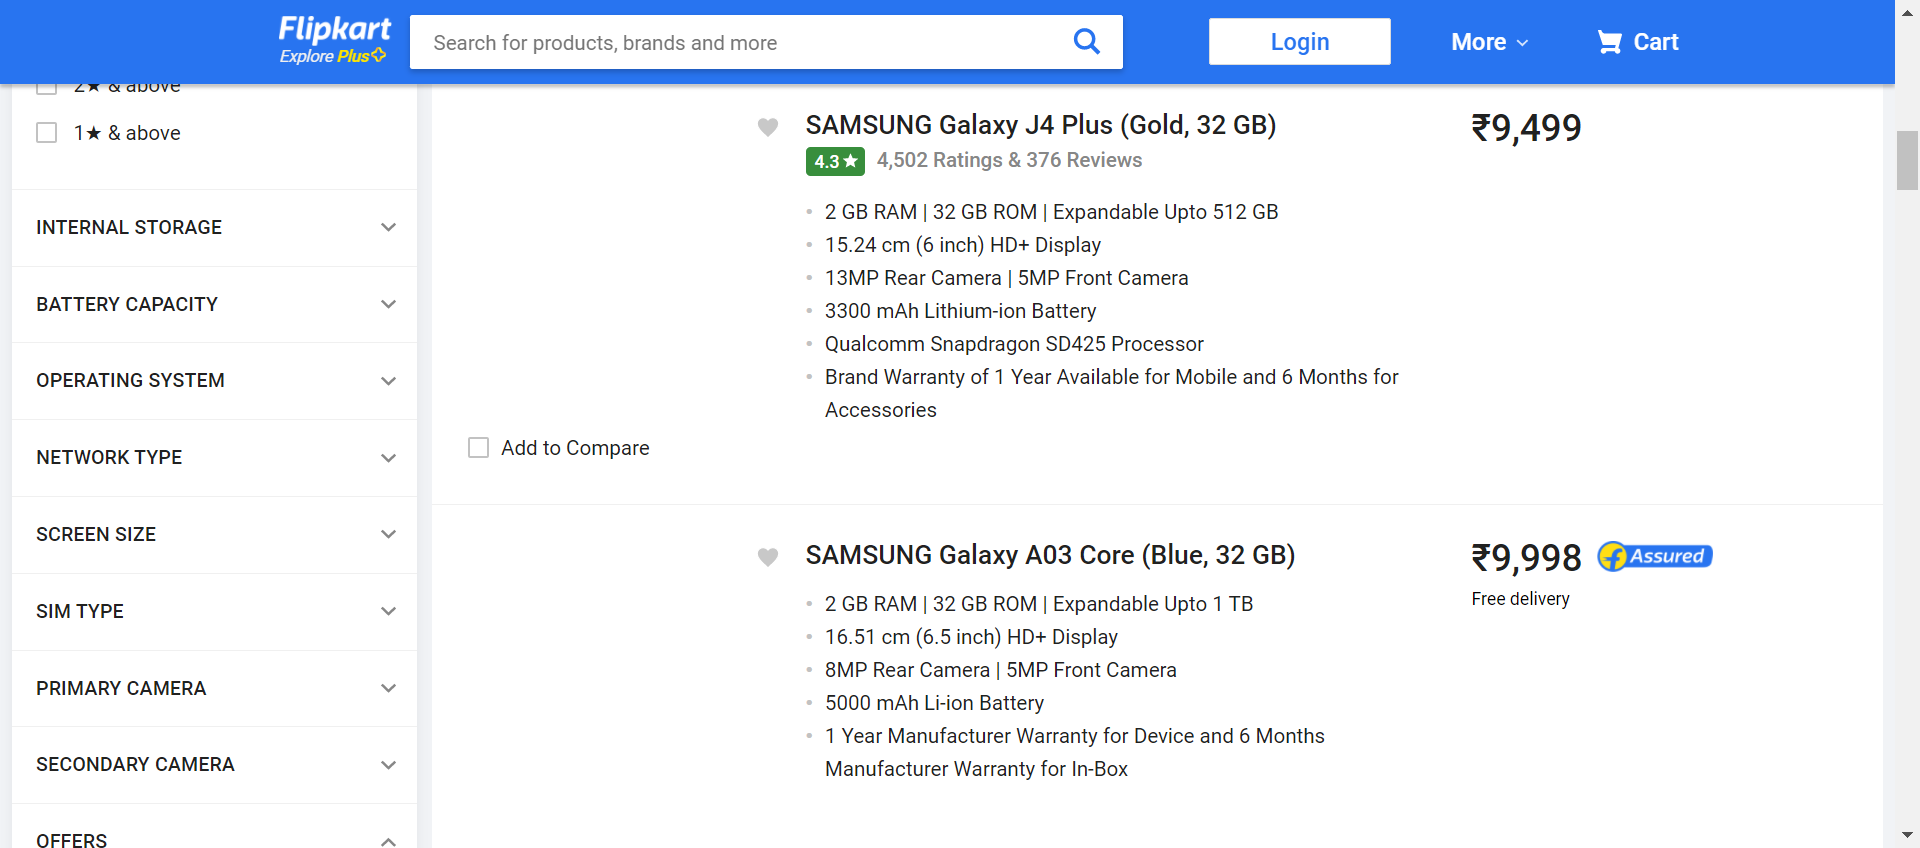 Flipkart
Explore Plus
Search for products, brands and more
Login
More
Cart
2★ & above
1★ & above
INTERNAL STORAGE
BATTERY CAPACITY
OPERATING SYSTEM
NETWORK TYPE
SCREEN SIZE
SIM TYPE
PRIMARY CAMERA
SECONDARY CAMERA
OFFERS
SAMSUNG Galaxy J4 Plus (Gold, 32 GB)
4.3★ 4,502 Ratings & 376 Reviews
2 GB RAM | 32 GB ROM | Expandable Upto 512 GB
15.24 cm (6 inch) HD+ Display
13MP Rear Camera | 5MP Front Camera
3300 mAh Lithium-ion Battery
Qualcomm Snapdragon SD425 Processor
Brand Warranty of 1 Year Available for Mobile and 6 Months for
Accessories
₹9,499
Add to Compare
SAMSUNG Galaxy A03 Core (Blue, 32 GB)
2 GB RAM | 32 GB ROM | Expandable Upto 1 TB
16.51 cm (6.5 inch) HD+ Display
8MP Rear Camera | 5MP Front Camera
5000 mAh Li-ion Battery
1 Year Manufacturer Warranty for Device and 6 Months
Manufacturer Warranty for In-Box
₹9,998
Assured
Free delivery